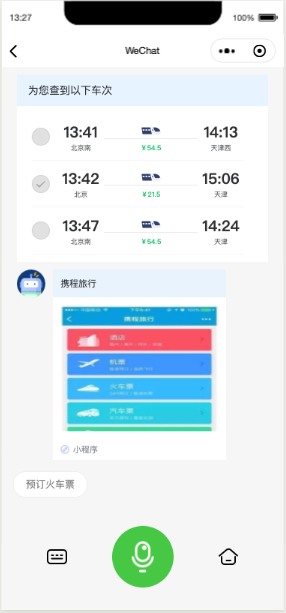 13:27
100%
WeChat
为您查到以下车次
13:41 14:13
北京南 ¥54.5 天津西
13:42 15:06
北京 ¥21.5 天津
13:47 14:24
北京南 ¥54.5 天津
携程旅行
携程旅行
酒店
机票
火车票
汽车票
小程序
预订火车票